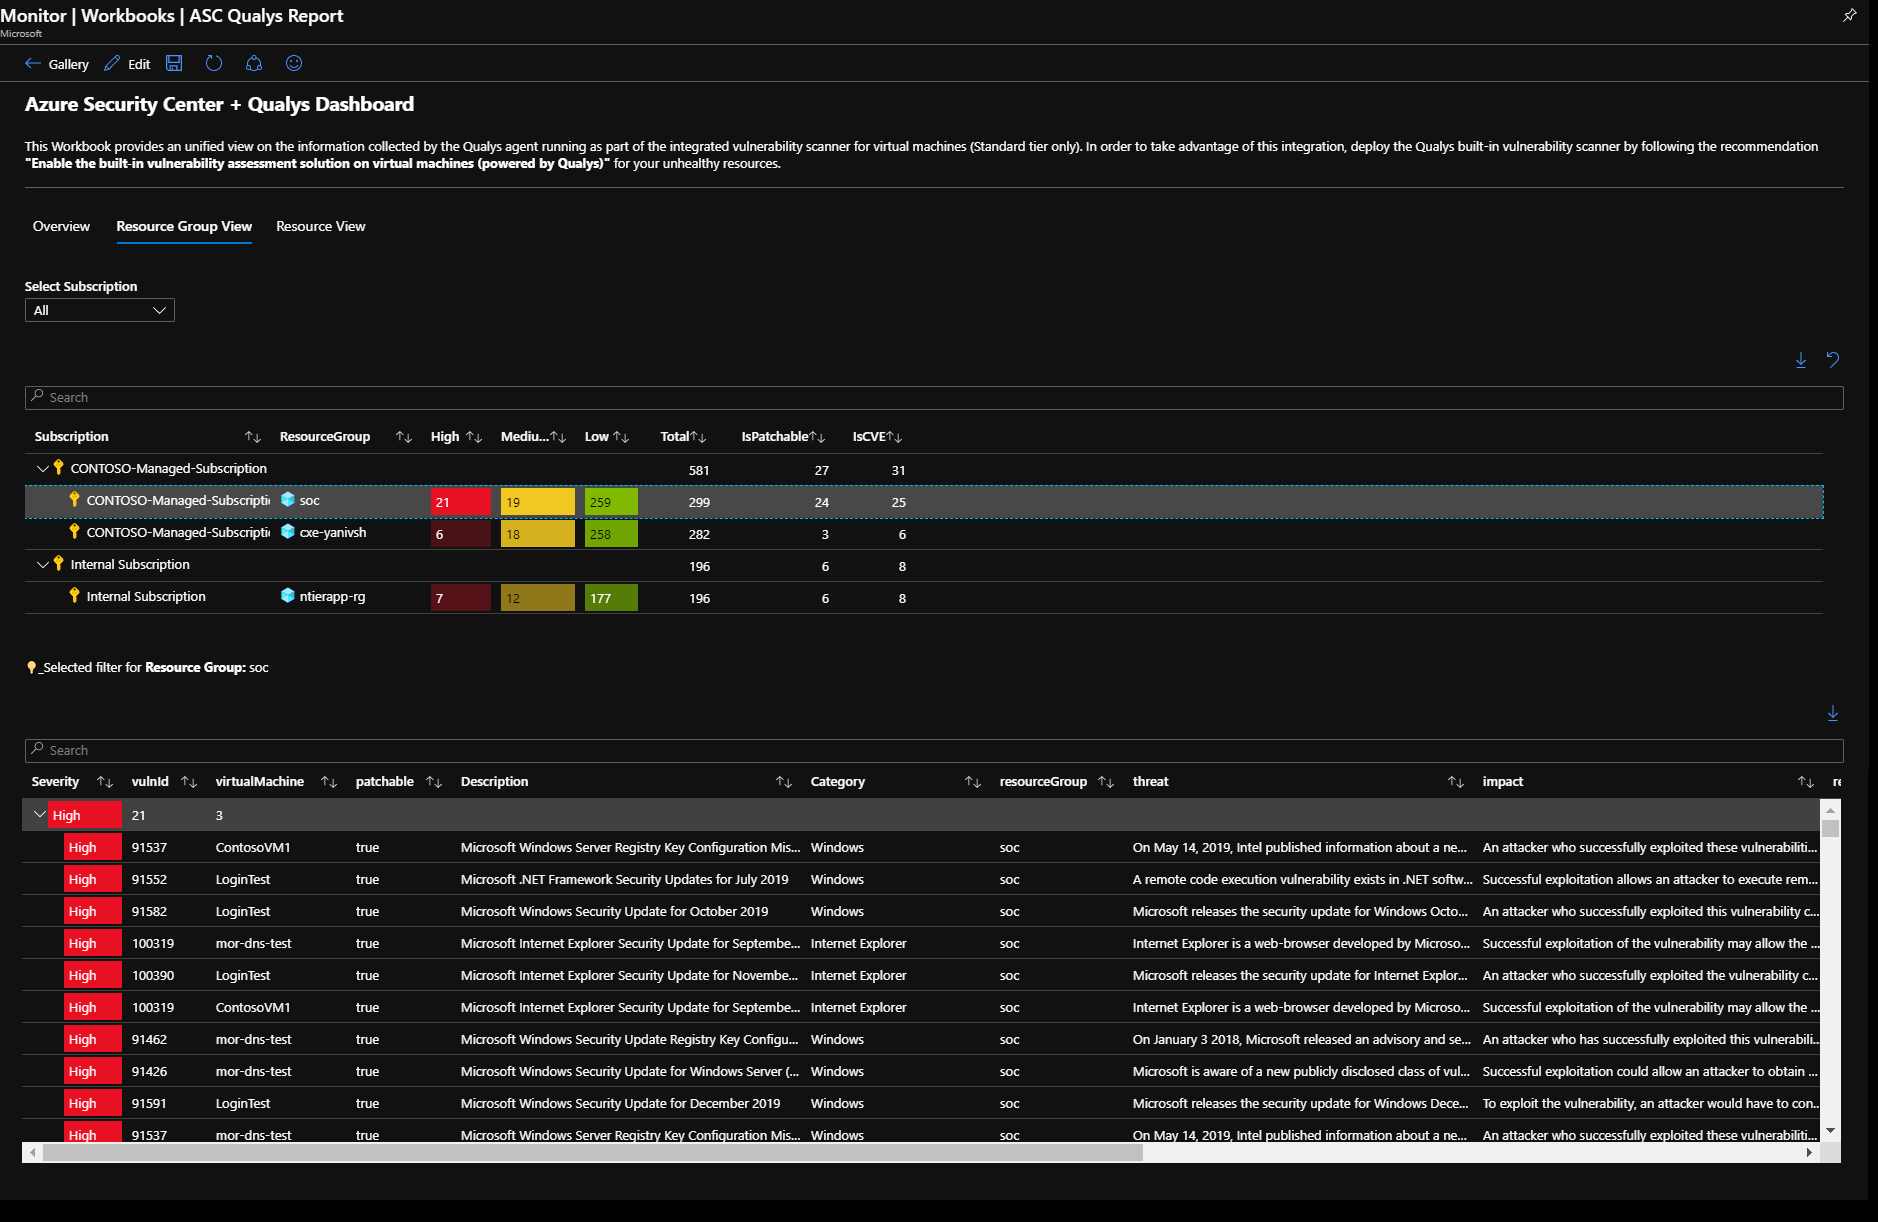 Monitor | Workbooks | ASC Qualys Report
Microsoft
Gallery Edit
Azure Security Center + Qualys Dashboard
This Workbook provides an unified view on the information collected by the Qualys agent running as part of the integrated vulnerability scanner for virtual machines (Standard tier only). In order to take advantage of this integration, deploy the Qualys built-in vulnerability scanner by following the recommendation
"Enable the built-in vulnerability assessment solution on virtual machines (powered by Qualys)" for your unhealthy resources.
Overview Resource Group View Resource View
Select Subscription
All
Search
Subscription ResourceGroup High Mediu... Low Total IsPatchable IsCVE
CONTOSO-Managed-Subscription 581 27 31
CONTOSO-Managed-Subscriptio soc 21 19 259 299 24 25
CONTOSO-Managed-Subscriptio cxe-yanivsh 6 18 258 282 3 6
Internal Subscription 196 6 8
Internal Subscription ntierapp-rg 7 12 177 196 6 8
_Selected filter for Resource Group: soc
Search
Severity vulnId virtualMachine patchable Description Category resourceGroup threat impact re
High 21 3
High 91537 ContosoVM1 true Microsoft Windows Server Registry Key Configuration Mis... Windows soc On May 14, 2019, Intel published information about a ne... An attacker who successfully exploited these vulnerabiliti...
High 91552 LoginTest true Microsoft .NET Framework Security Updates for July 2019 Windows soc A remote code execution vulnerability exists in .NET softw... Successful exploitation allows an attacker to execute rem...
High 91582 LoginTest true Microsoft Windows Security Update for October 2019 Windows soc Microsoft releases the security update for Windows Octo... An attacker who successfully exploited this vulnerability c...
High 100319 mor-dns-test true Microsoft Internet Explorer Security Update for Septembe... Internet Explorer soc Internet Explorer is a web-browser developed by Microso... Successful exploitation of the vulnerability may allow the ...
High 100390 LoginTest true Microsoft Internet Explorer Security Update for Novembe... Internet Explorer soc Microsoft releases the security update for Internet Explor... An attacker who successfully exploited the vulnerability c...
High 100319 ContosoVM1 true Microsoft Internet Explorer Security Update for Septembe... Internet Explorer soc Internet Explorer is a web-browser developed by Microso... Successful exploitation of the vulnerability may allow the ...
High 91462 mor-dns-test true Microsoft Windows Security Update Registry Key Configu... Windows soc On January 3 2018, Microsoft released an advisory and se... An attacker who has successfully exploited this vulnerabili...
High 91426 mor-dns-test true Microsoft Windows Security Update for Windows Server (... Windows soc Microsoft is aware of a new publicly disclosed class of vul... Successful exploitation could allow an attacker to obtain ...
High 91591 LoginTest true Microsoft Windows Security Update for December 2019 Windows soc Microsoft releases the security update for Windows Dece... To exploit the vulnerability, an attacker would have to con...
High 91537 mor-dns-test true Microsoft Windows Server Registry Key Configuration Mis... Windows soc On May 14, 2019, Intel published information about a ne... An attacker who successfully exploited these vulnerabiliti...